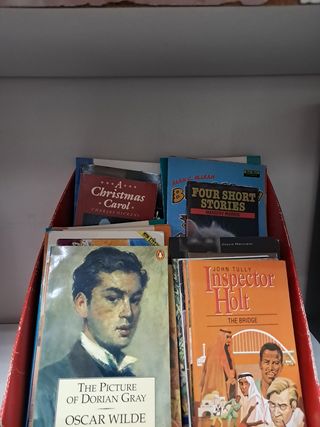 A
Christmas
Carol
CHARLES DICKENS
FOUR SHORT
STORIES
THE PICTURE
OF DORIAN GRAY
OSCAR WILDE
JOHN TULLY
Inspector
Holt
THE BRIDGE